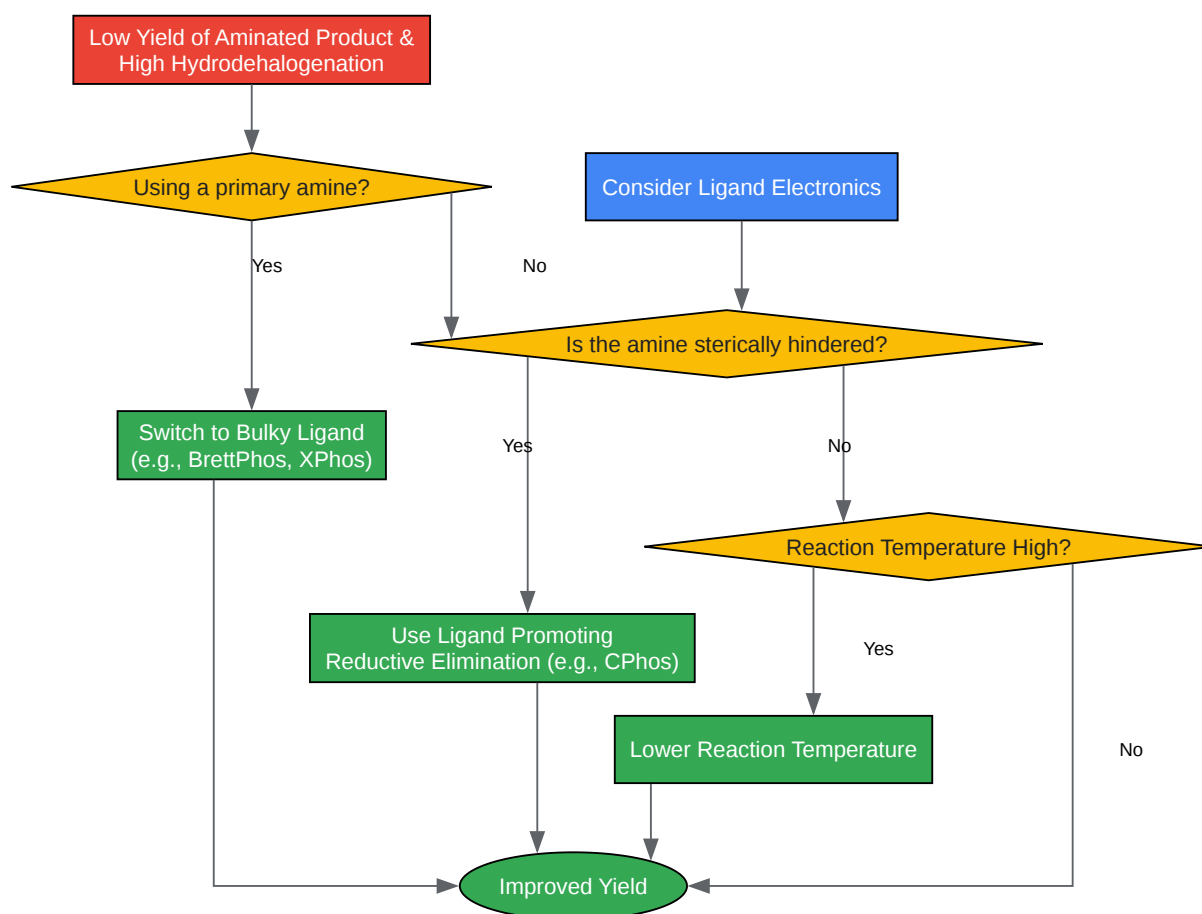 Low Yield of Aminated Product &
High Hydrodehalogenation
Using a primary amine?
Consider Ligand Electronics
Yes
No
Is the amine sterically hindered?
Switch to Bulky Ligand
(e.g., BrettPhos, XPhos)
Yes
No
Reaction Temperature High?
Use Ligand Promoting
Reductive Elimination (e.g., CPhos)
Yes
Lower Reaction Temperature
No
Improved Yield